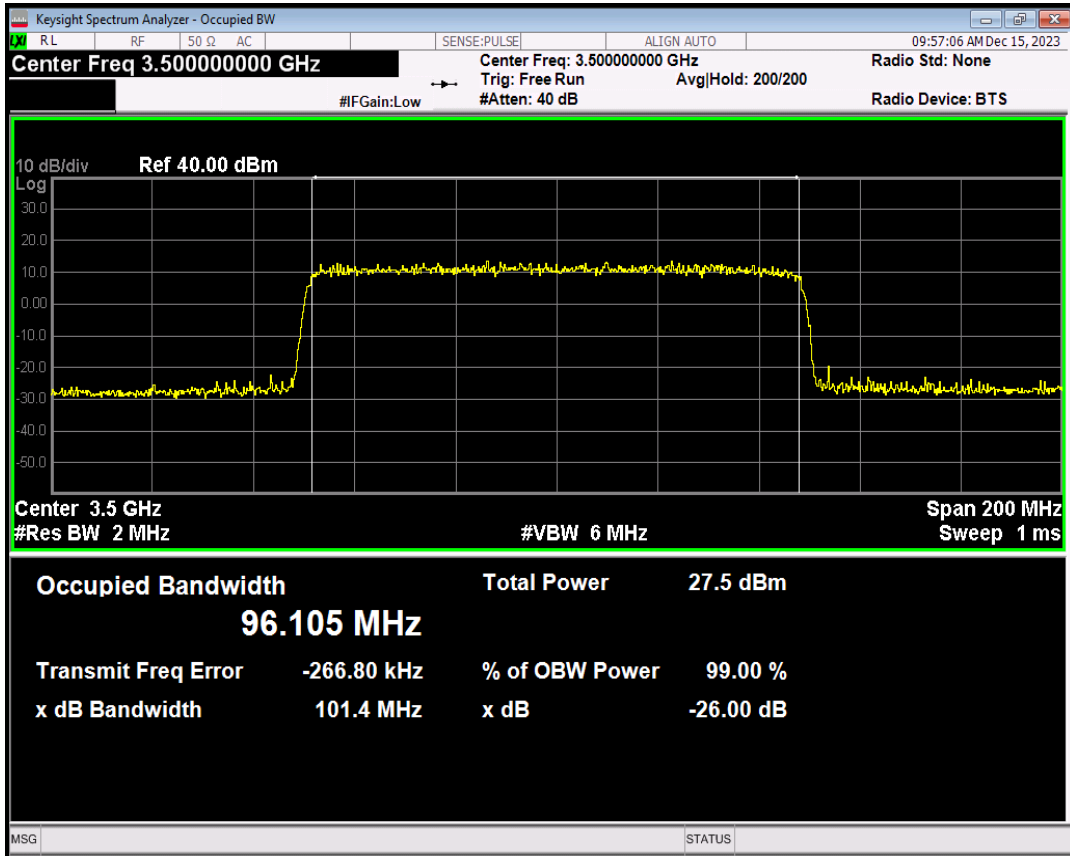 Keysight Spectrum Analyzer - Occupied BW
LXI RL RF 50 Ω AC SENSE:PULSE ALIGN AUTO 09:57:06 AM Dec 15, 2023
Center Freq 3.500000000 GHz Center Freq: 3.500000000 GHz Radio Std: None
Trig: Free Run Avg|Hold: 200/200
#IFGain:Low #Atten: 40 dB Radio Device: BTS
10 dB/div Ref 40.00 dBm
Log
30.0
20.0
10.0
0.00
-10.0
-20.0
-30.0
-40.0
-50.0
Center 3.5 GHz Span 200 MHz
#Res BW 2 MHz #VBW 6 MHz Sweep 1 ms
Occupied Bandwidth Total Power 27.5 dBm
96.105 MHz
Transmit Freq Error -266.80 kHz % of OBW Power 99.00 %
x dB Bandwidth 101.4 MHz x dB -26.00 dB
MSG STATUS